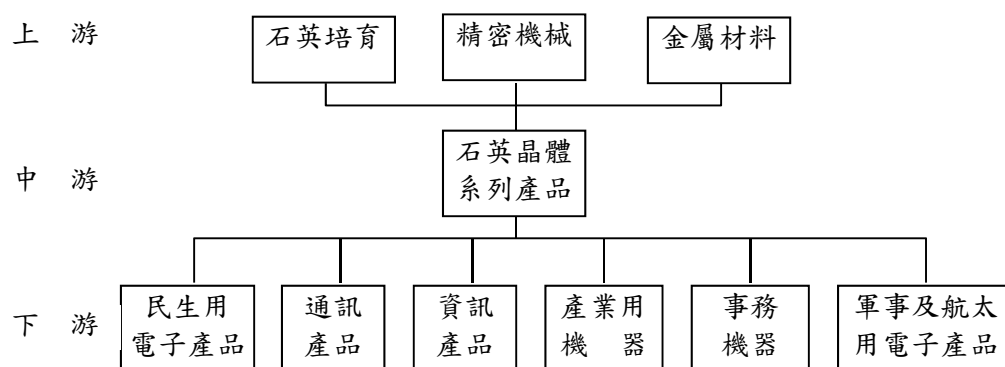 上 游
石英培育
精密機械
金屬材料
中 游
石英晶體
系列產品
下 游
民生用
電子產品
通訊
產品
資訊
產品
產業用
機 器
事務
機器
軍事及航太
用電子產品